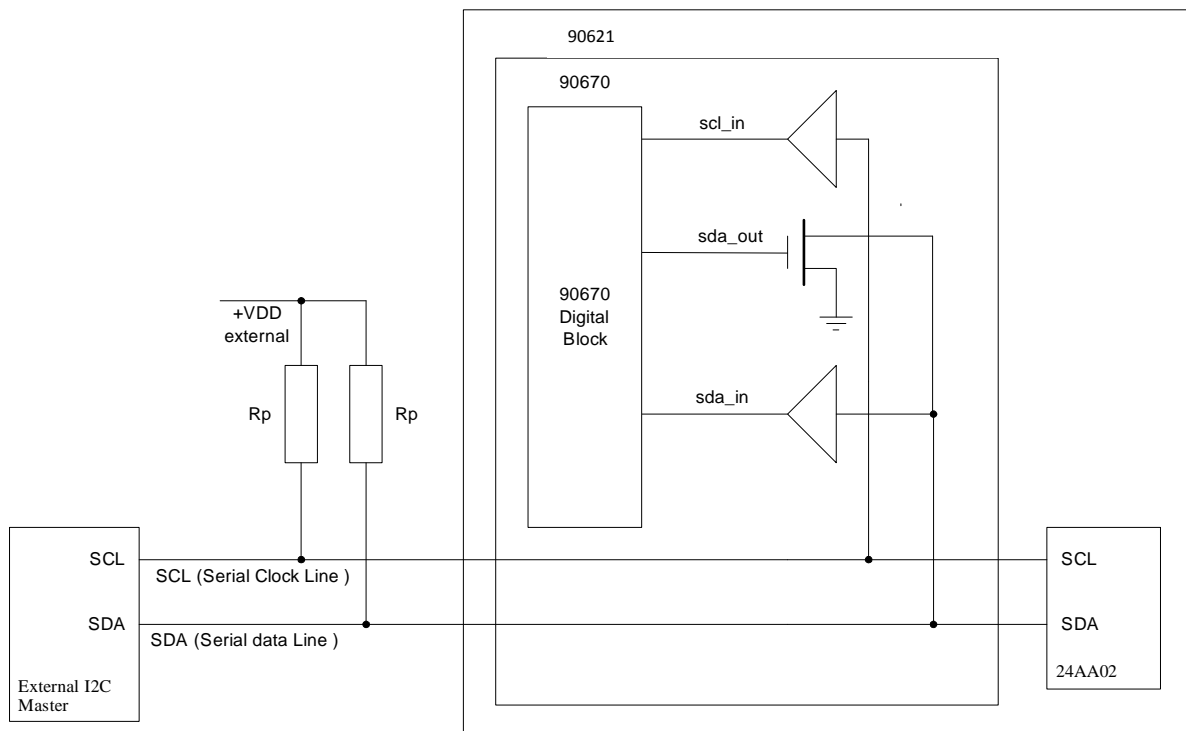 90621
90670
scl_in
sda_out
90670
Digital
Block
+VDD
external
sda_in
Rp
Rp
SCL
SCL (Serial Clock Line )
SCL
SDA
SDA (Serial data Line )
SDA
External I2C
Master
24AA02